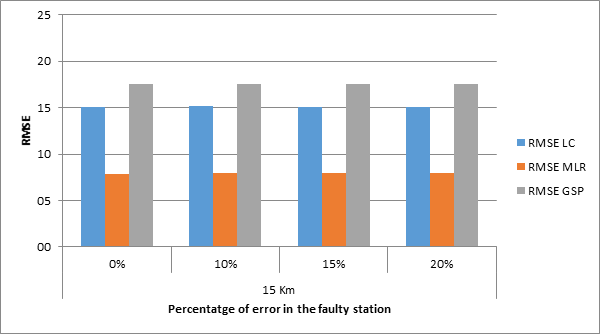 25
20
15
10
05
00
RMSE
0%
10%
15%
20%
15 Km
Percentatge of error in the faulty station
RMSE LC
RMSE MLR
RMSE GSP